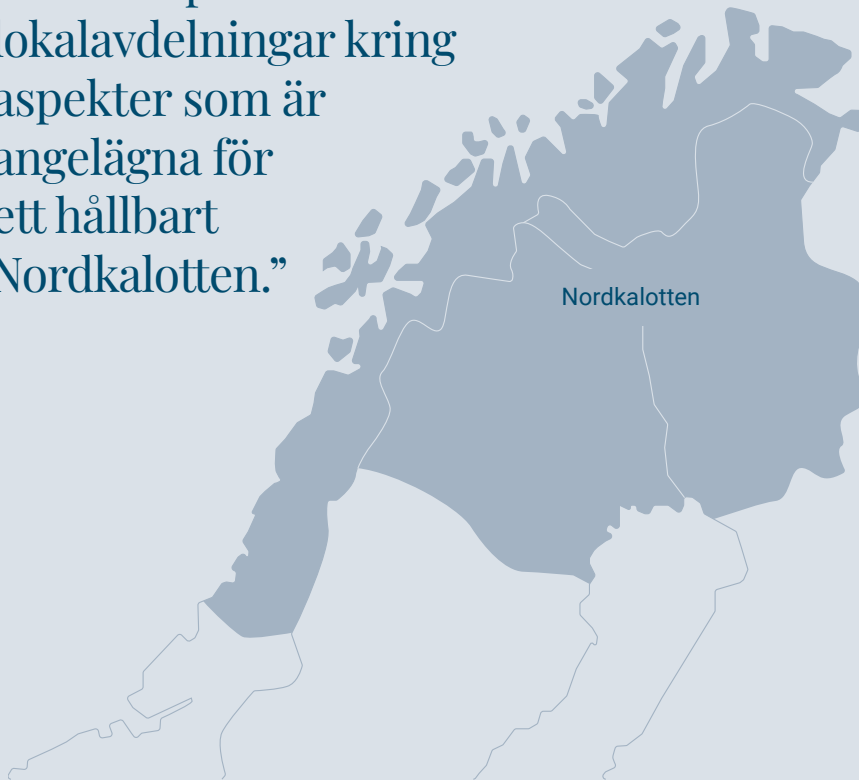 lokalavdelningar kring
aspekter som är
angelägna för
ett hållbart
Nordkalotten.”
Nordkalotten